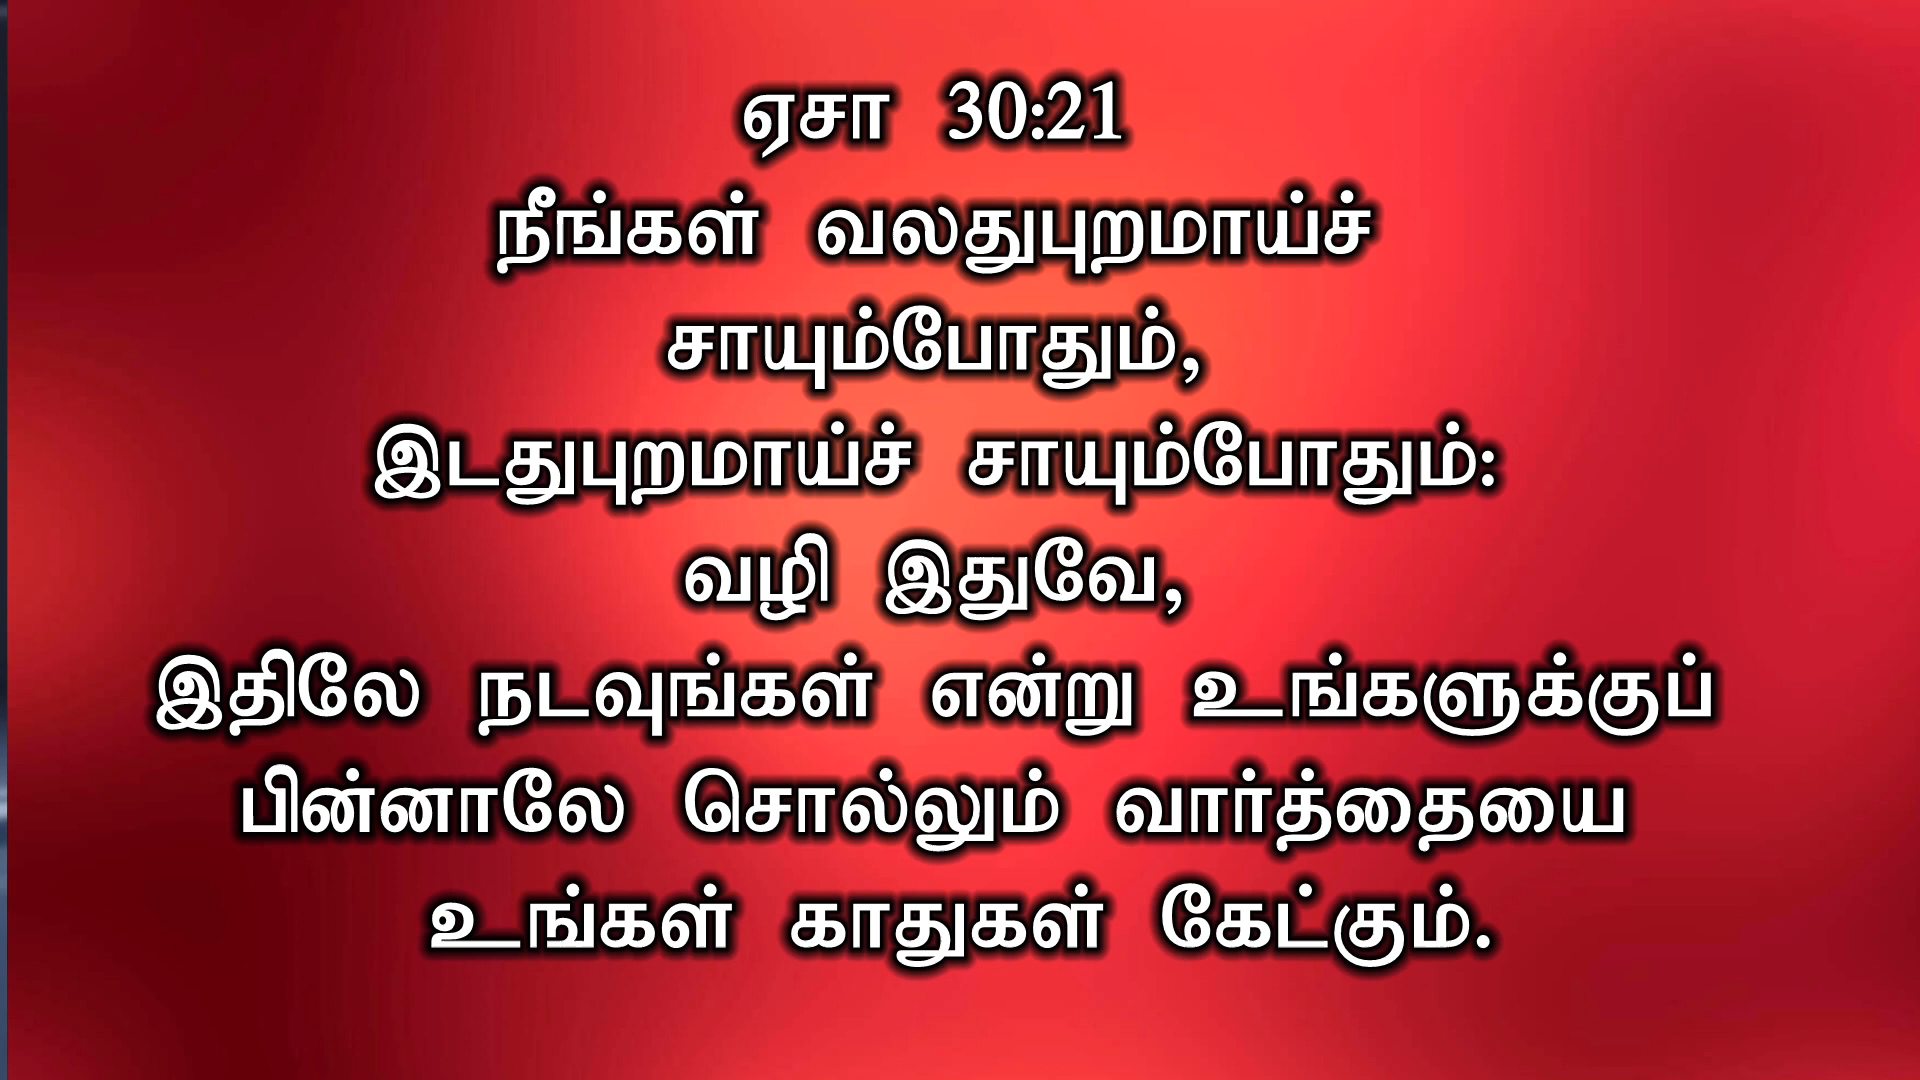 ஏசா 30:21
நீங்கள் வலதுபுறமாய்ச்
சாயும்போதும்,
இடதுபுறமாய்ச் சாயும்போதும்:
வழி இதுவே,
இதிலே நடவுங்கள் என்று உங்களுக்குப்
பின்னாலே சொல்லும் வார்த்தையை
உங்கள் காதுகள் கேட்கும்.